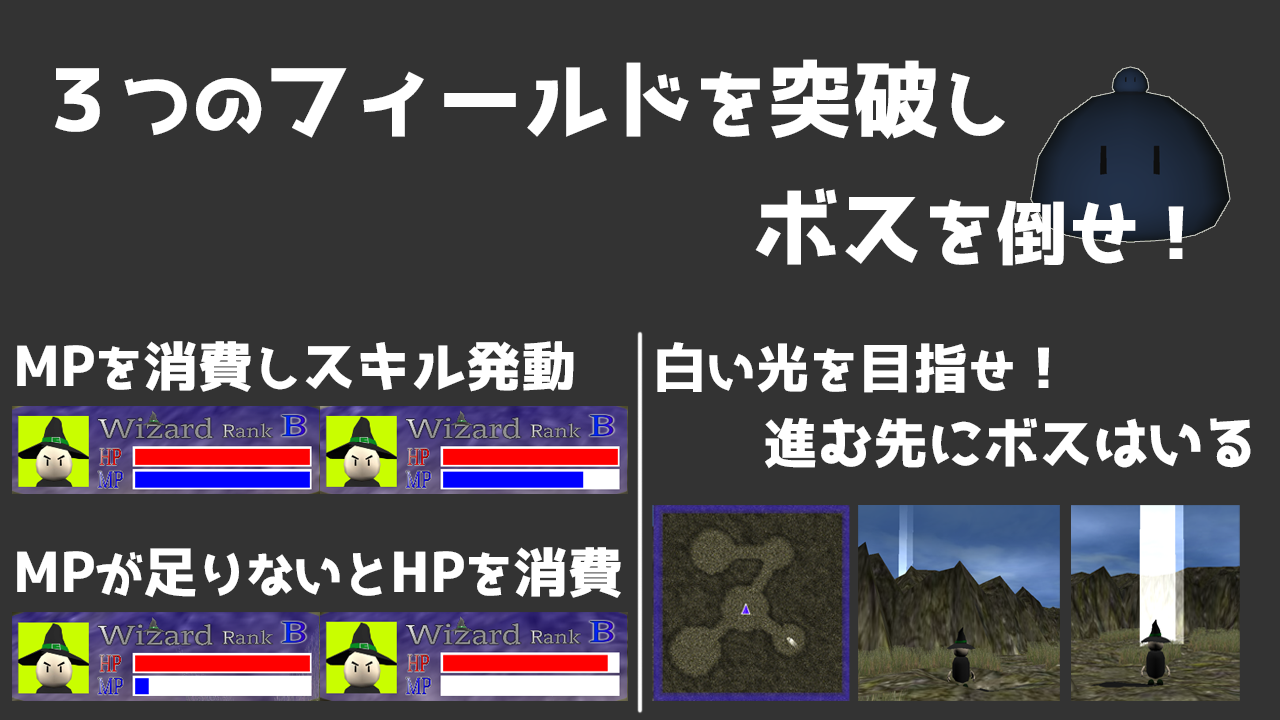 ３つのフィールドを突破し
ボスを倒せ！
MPを消費しスキル発動
Wizard Rank B
HP
MP
Wizard Rank B
HP
MP
MPが足りないとHPを消費
Wizard Rank B
HP
MP
Wizard Rank B
HP
MP
白い光を目指せ！
進む先にボスはいる